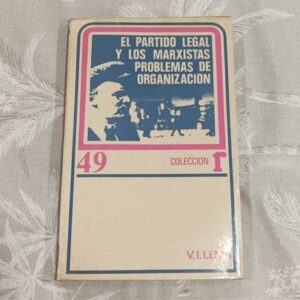 EL PARTIDO LEGAL
Y LOS MARXISTAS
PROBLEMAS DE
ORGANIZACION
49
COLECCION r
V. I. LENIN